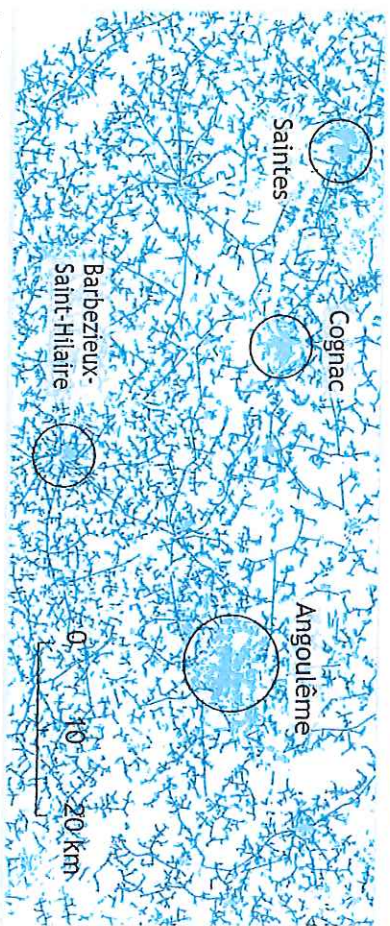 Saintes
Cognac
Angoulême
Barbezieux-
Saint-Hilaire
0 10 20 km